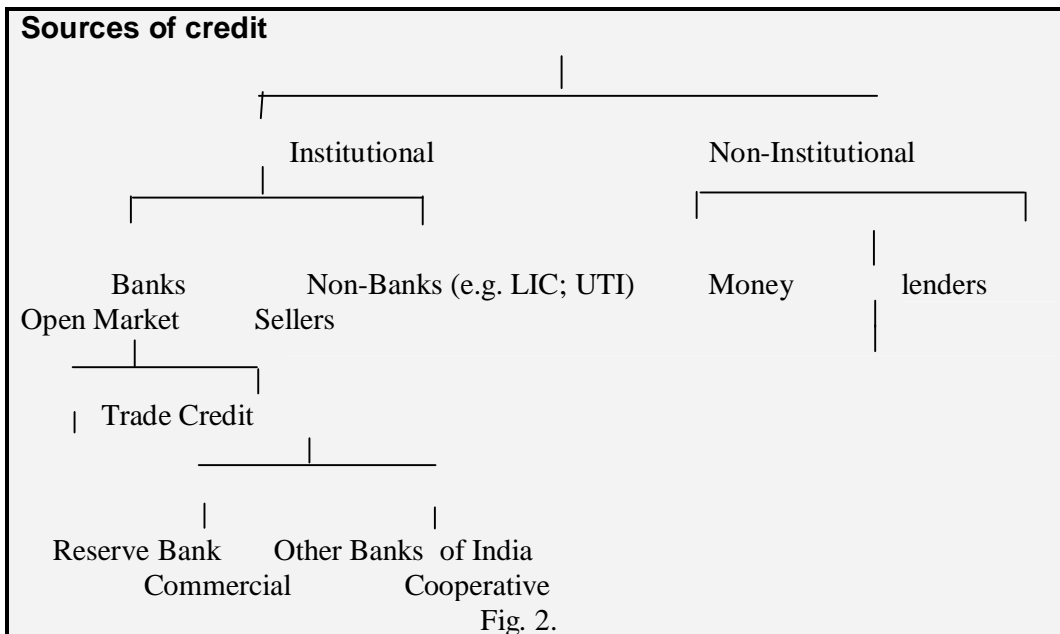 Sources of credit
Institutional Non-Institutional
Banks Non-Banks (e.g. LIC; UTI) Money lenders
Open Market Sellers
Trade Credit
Reserve Bank Other Banks of India
Commercial Cooperative
Fig. 2.